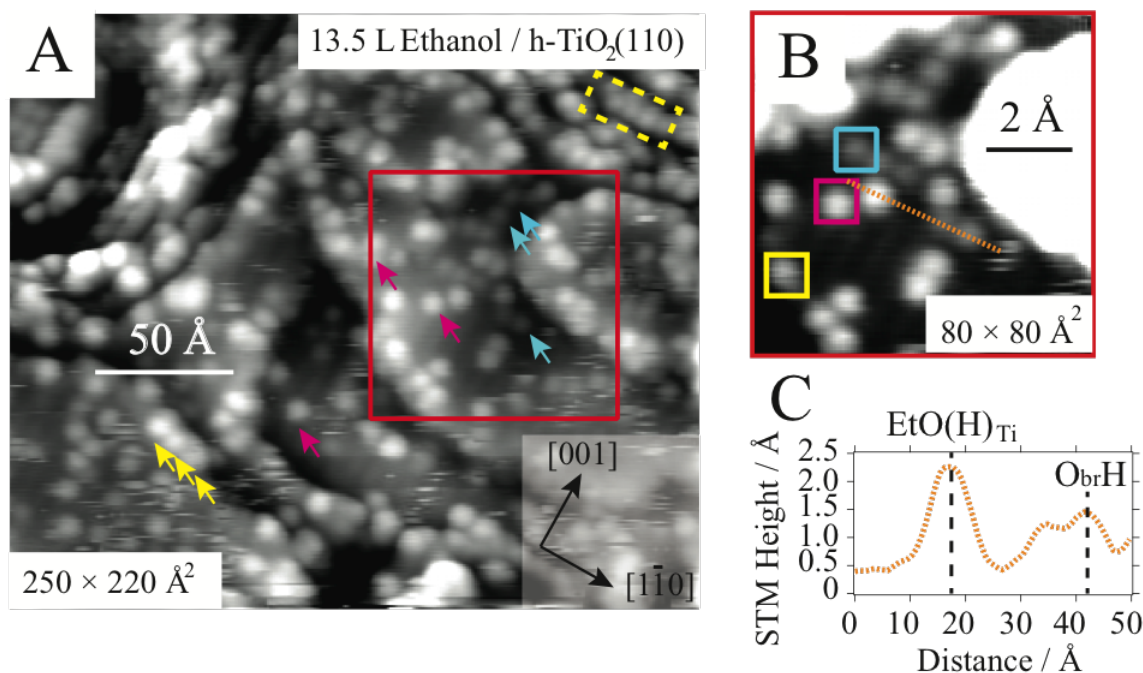 A
13.5 L Ethanol / h-TiO₂(110)
50 Å
[001]
[11̄0]
250 × 220 Å²
B
2 Å
80 × 80 Å²
C
EtO(H)Ti
ObrH
STM Height / Å
2.5
2.0
1.5
1.0
0.5
0
0 10 20 30 40 50
Distance / Å